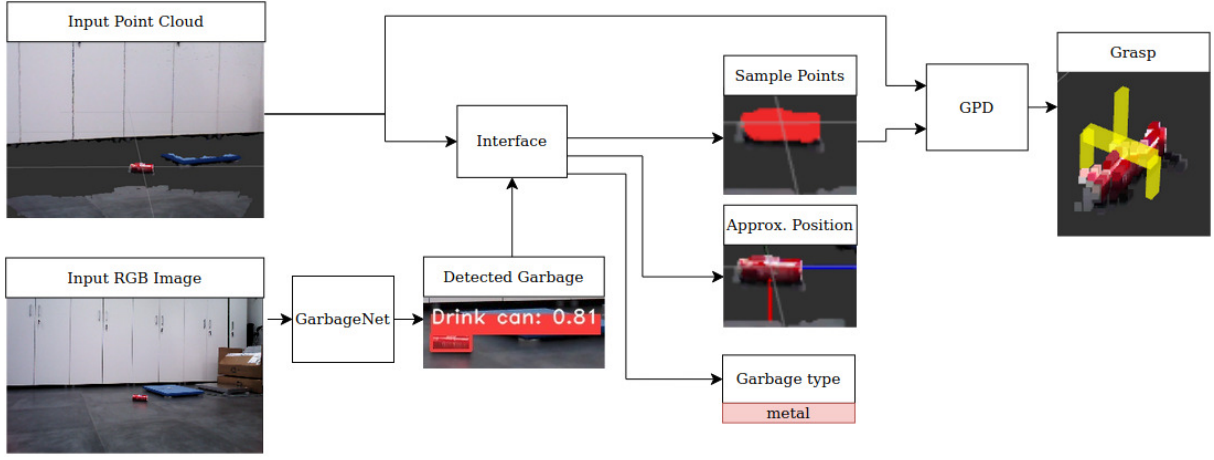 Input Point Cloud
Interface
Sample Points
GPD
Grasp
Approx. Position
Input RGB Image
GarbageNet
Detected Garbage
Drink can: 0.81
Garbage type
metal